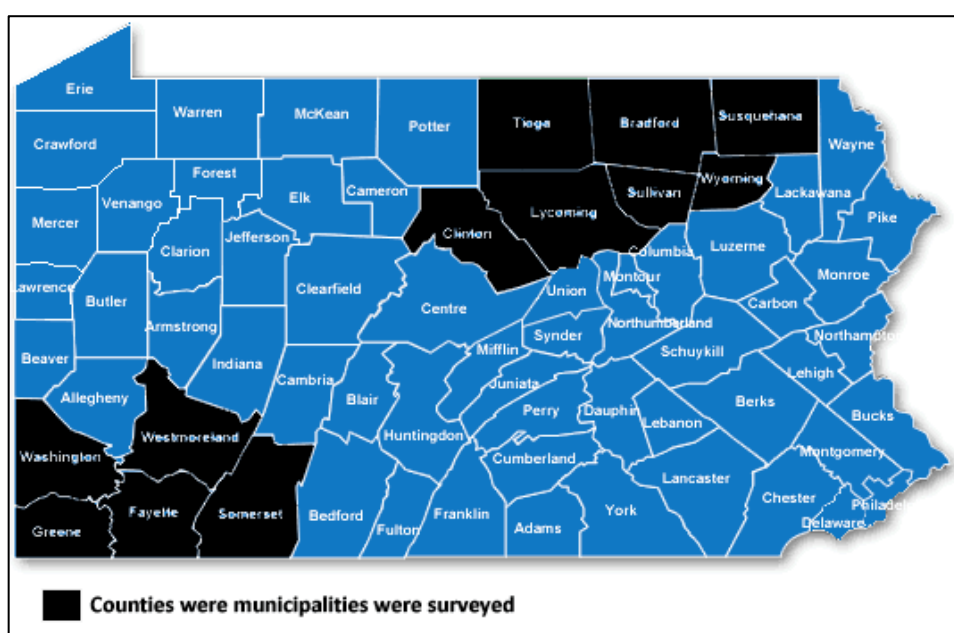 Erie
Warren
McKean
Potter
Tioga
Bradford
Susquehana
Crawford
Wayne
Forest
Wyoming
Venango
Elk
Cameron
Sullivan
Lackawana
Mercer
Lycoming
Pike
Clinton
Jefferson
Clarion
Columbia
Luzerne
Montour
Monroe
Lawrence
Clearfield
Union
Butler
Centre
Carbon
Armstrong
Northumberland
Synder
Northampton
Beaver
Mifflin
Schuykill
Indiana
Lehigh
Cambria
Juniata
Allegheny
Blair
Berks
Perry
Dauphin
Lebanon
Bucks
Westmoreland
Huntingdon
Washington
Cumberland
Montgomery
Lancaster
Chester
Fayette
Somerset
Bedford
Franklin
York
Philadel
Greene
Fulton
Adams
Delaware
Counties were municipalities were surveyed